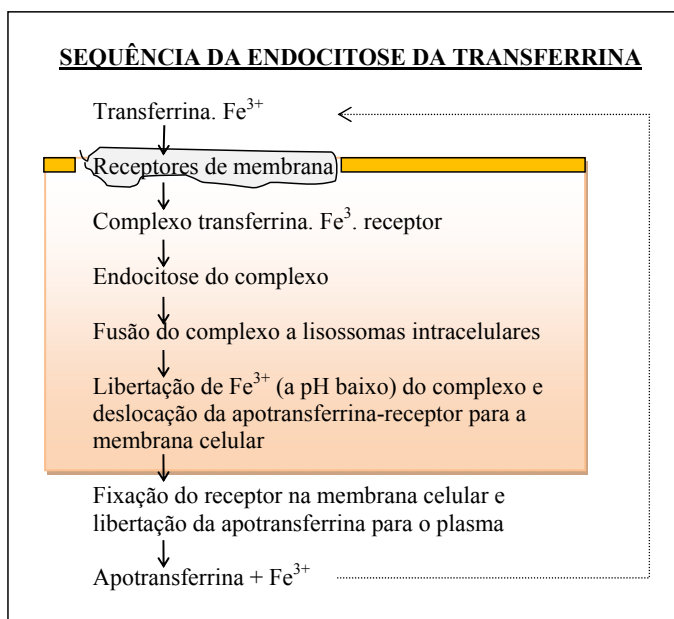 SEQUÊNCIA DA ENDOCITOSE DA TRANSFERRINA
Transferrina. Fe³⁺
Receptores de membrana
Complexo transferrina. Fe³. receptor
Endocitose do complexo
Fusão do complexo a lisossomas intracelulares
Libertação de Fe³⁺ (a pH baixo) do complexo e
deslocação da apotransferrina-receptor para a
membrana celular
Fixação do receptor na membrana celular e
libertação da apotransferrina para o plasma
Apotransferrina + Fe³⁺